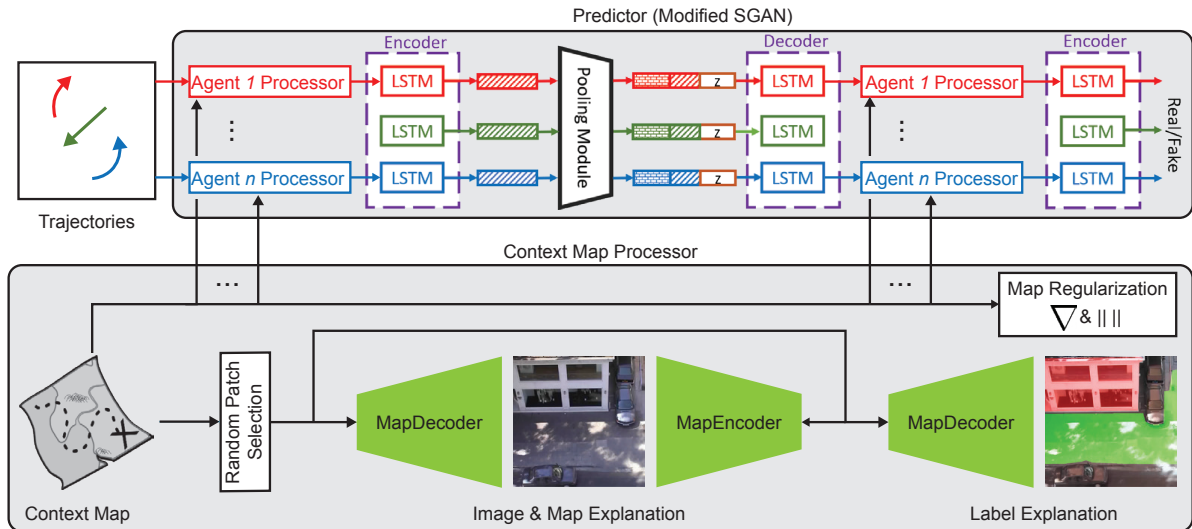 Predictor (Modified SGAN)
Encoder
Decoder
Encoder
Agent 1 Processor
LSTM
z
LSTM
Agent 1 Processor
LSTM
...
LSTM
Pooling Module
z
LSTM
...
LSTM
Real/Fake
Agent n Processor
LSTM
z
LSTM
Agent n Processor
LSTM
Trajectories
Context Map Processor
...
...
Map Regularization
▽ & || ||
Random Patch
Selection
MapDecoder
MapEncoder
MapDecoder
Context Map
Image & Map Explanation
Label Explanation